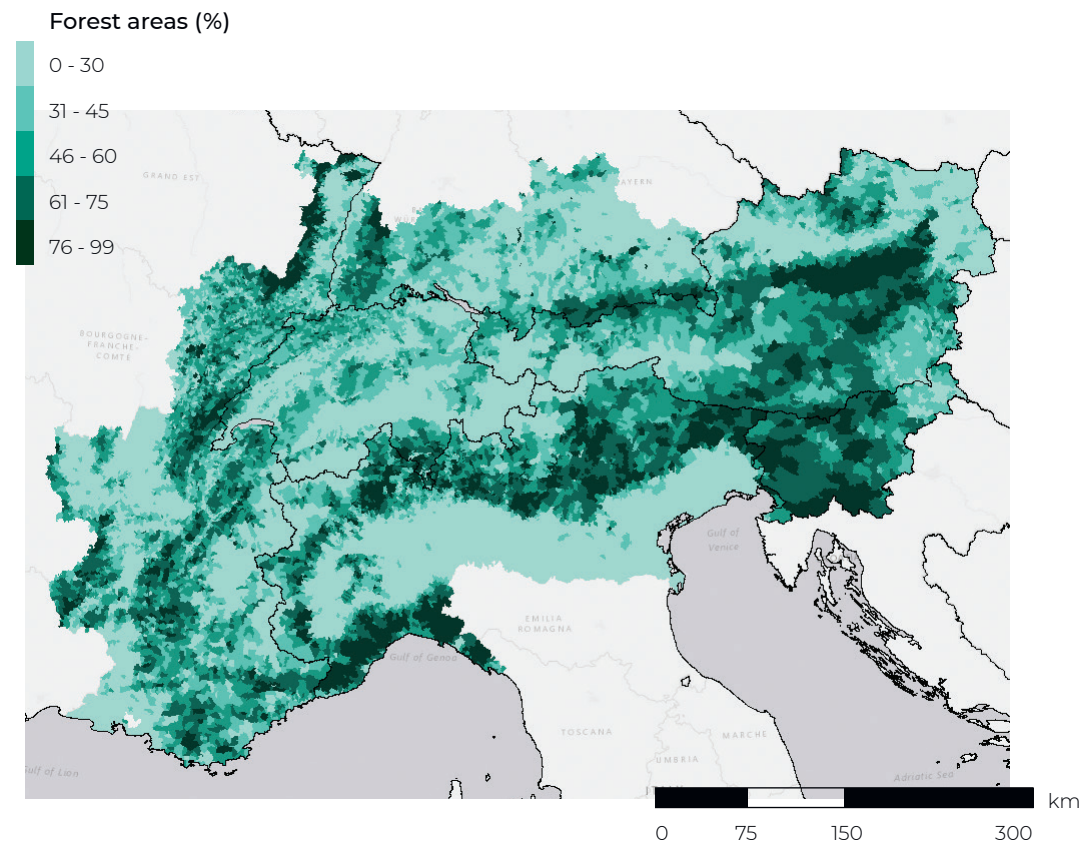 Forest areas (%)
0 - 30
31 - 45
46 - 60
61 - 75
76 - 99
GRAND EST
BAYERN
BOURGOGNE-
FRANCHE-
COMTÉ
Gulf of
Venice
EMILIA
ROMAGNA
Gulf of Genoa
TOSCANA
MARCHE
UMBRIA
Gulf of Lion
Adriatic Sea
km
0 75 150 300